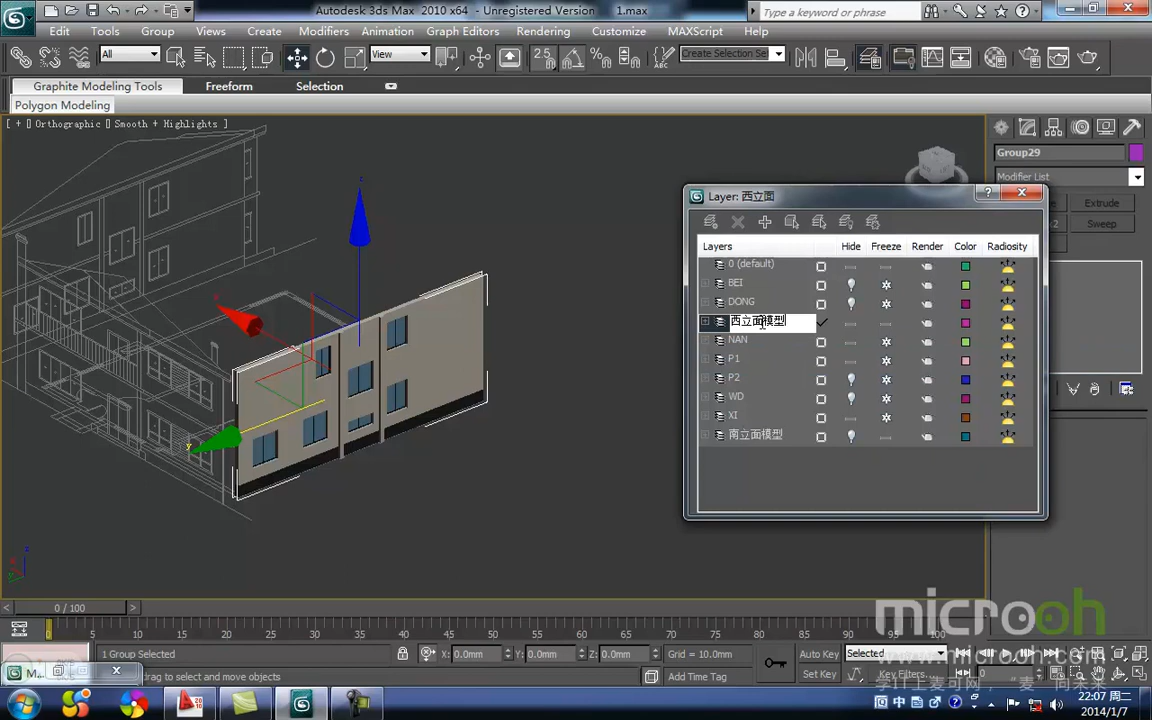 Autodesk 3ds Max 2010 x64 - Unregistered Version 1.max
Type a keyword or phrase
Edit Tools Group Views Create Modifiers Animation Graph Editors Rendering Customize MAXScript Help
All
View
2.5
Create Selection Se
Graphite Modeling Tools Freeform Selection
Polygon Modeling
[ + ] Orthographic ] Smooth + Highlights ]
Group29
Modifier List
Extrude
Sweep
Layer: 西立面
Layers Hide Freeze Render Color Radiosity
0 (default)
BEI
DONG
西立面模型
NAN
P1
P2
WD
XI
南立面模型
z
x
y
0 / 100
0 5 10 15 20 25 30 35 40 45 50 55 60 65 70 75 80 85 90 95 100
1 Group Selected
X: 0.0mm Y: 0.0mm Z: 0.0mm Grid = 10.0mm
Auto Key Selected
Set Key Key Filters...
drag to select and move objects
Add Time Tag
M...
microoh
www.microoh.com
中
22:07 周二
2014/1/7